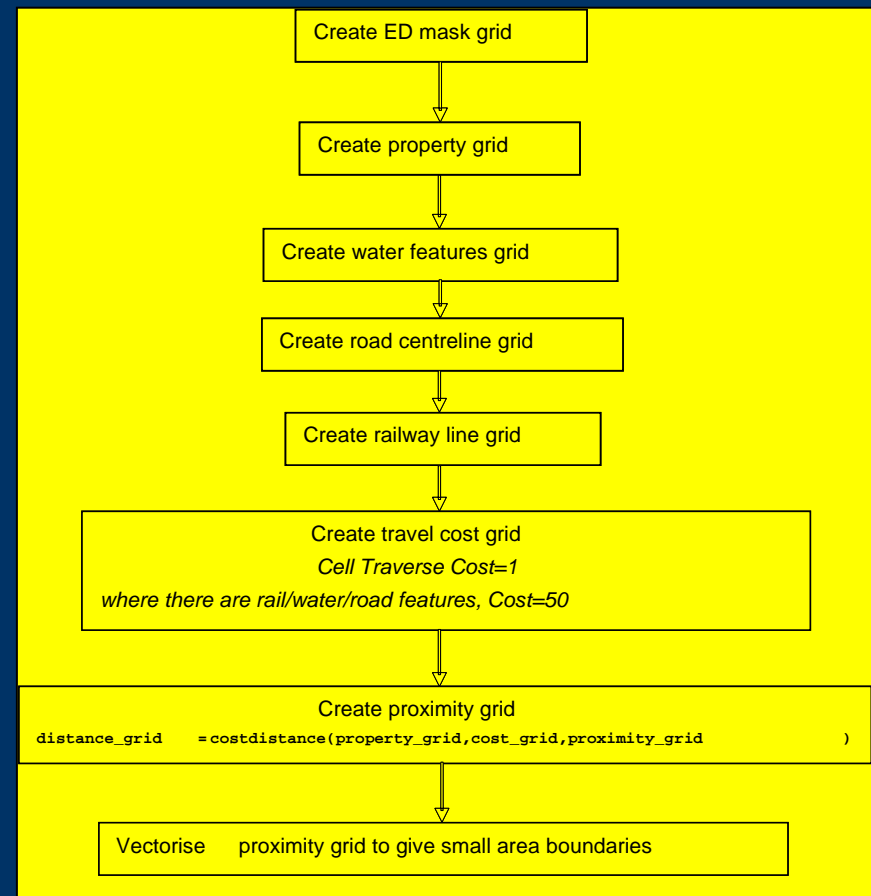 Create ED mask grid
Create property grid
Create water features grid
Create road centreline grid
Create railway line grid
Create travel cost grid
Cell Traverse Cost=1
where there are rail/water/road features, Cost=50
Create proximity grid
distance_grid =costdistance(property_grid,cost_grid,proximity_grid )
Vectorise proximity grid to give small area boundaries